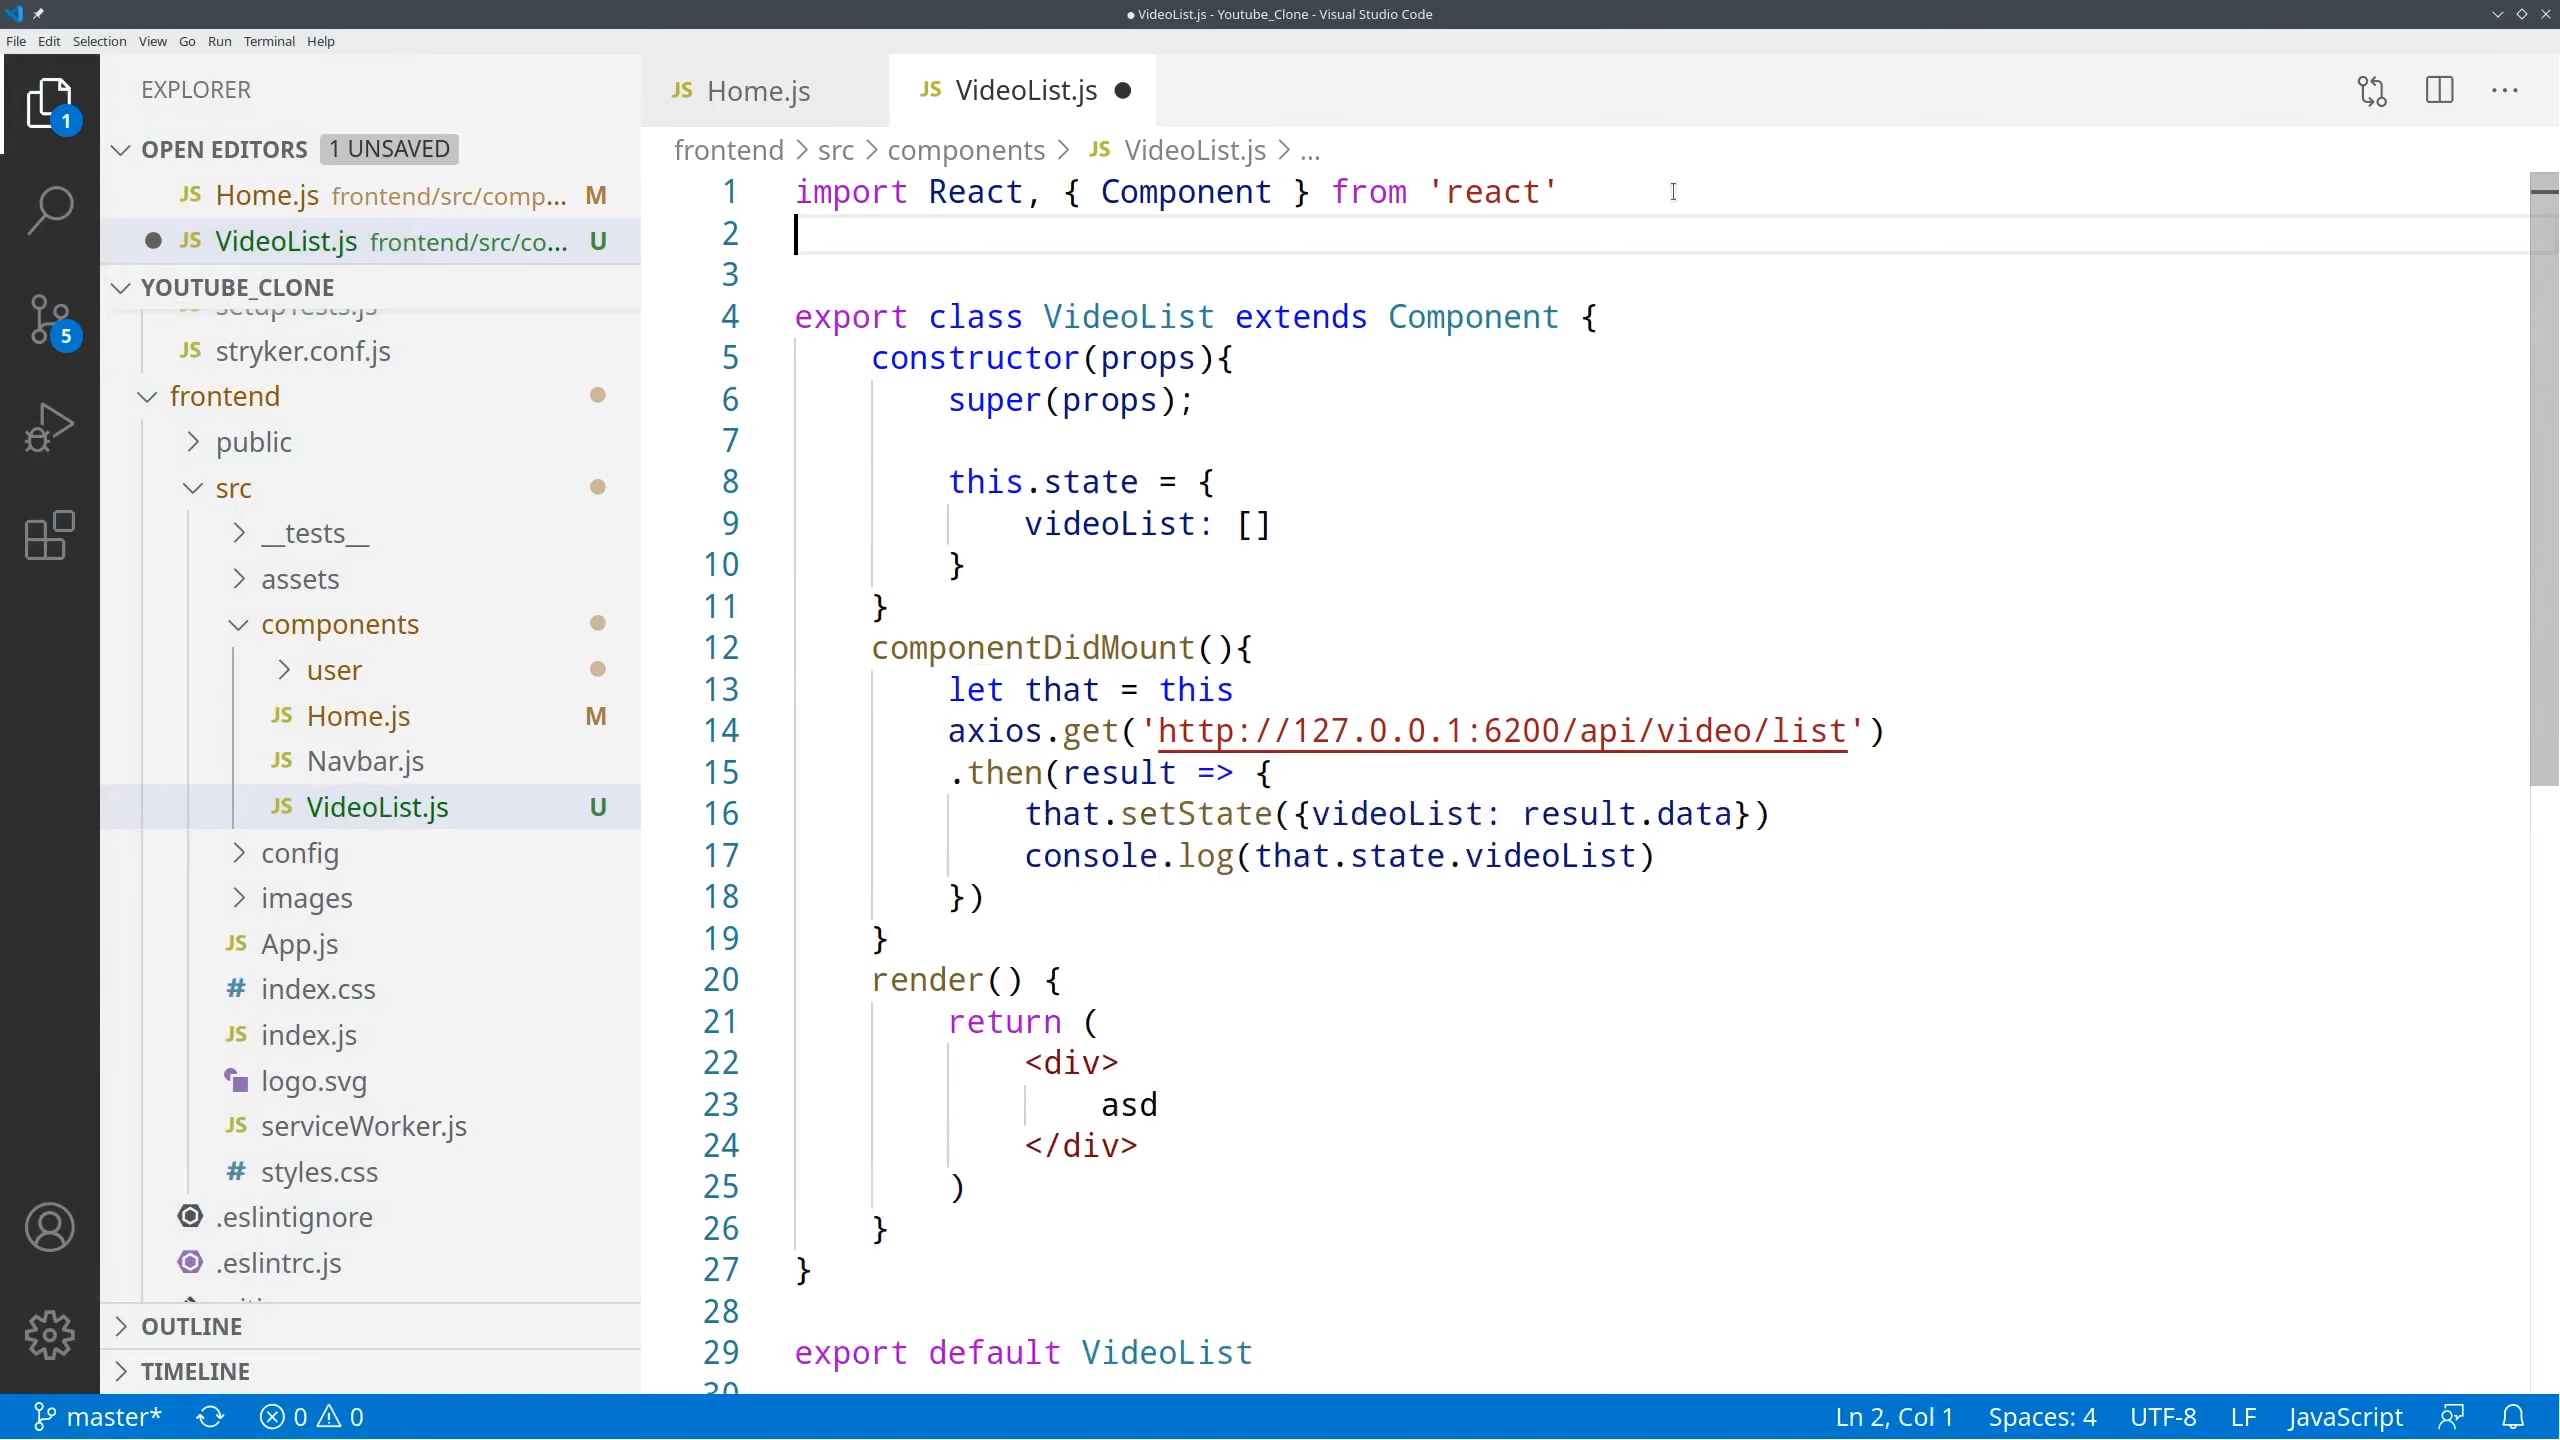 VideoList.js - Youtube_Clone - Visual Studio Code
File Edit Selection View Go Run Terminal Help
EXPLORER
OPEN EDITORS 1 UNSAVED
JS Home.js frontend/src/comp... M
JS VideoList.js frontend/src/co... U
YOUTUBE_CLONE
setupTests.js
JS stryker.conf.js
frontend
public
src
__tests__
assets
components
user
JS Home.js M
JS Navbar.js
JS VideoList.js U
config
images
JS App.js
# index.css
JS index.js
logo.svg
JS serviceWorker.js
# styles.css
.eslintignore
.eslintrc.js
OUTLINE
TIMELINE
1
5
JS Home.js
JS VideoList.js
frontend > src > components > JS VideoList.js > ...
1 import React, { Component } from 'react'
2
3
4 export class VideoList extends Component {
5 constructor(props){
6 super(props);
7
8 this.state = {
9 videoList: []
10 }
11 }
12 componentDidMount(){
13 let that = this
14 axios.get('http://127.0.0.1:6200/api/video/list')
15 .then(result => {
16 that.setState({videoList: result.data})
17 console.log(that.state.videoList)
18 })
19 }
20 render() {
21 return (
22 <div>
23 asd
24 </div>
25 )
26 }
27 }
28
29 export default VideoList
30
master* 0 0 Ln 2, Col 1 Spaces: 4 UTF-8 LF JavaScript